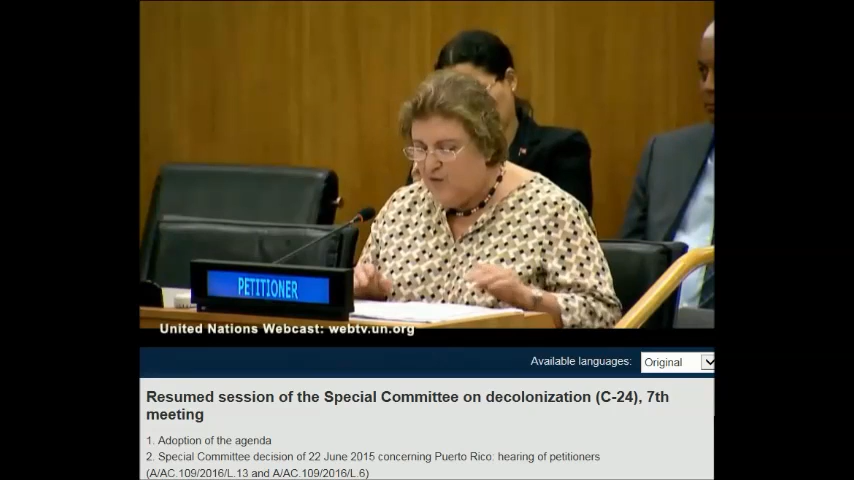 PETITIONER
United Nations Webcast: webtv.un.org
Available languages:
Original
Resumed session of the Special Committee on decolonization (C-24), 7th
meeting
1. Adoption of the agenda
2. Special Committee decision of 22 June 2015 concerning Puerto Rico: hearing of petitioners
(A/AC.109/2016/L.13 and A/AC.109/2016/L.6)